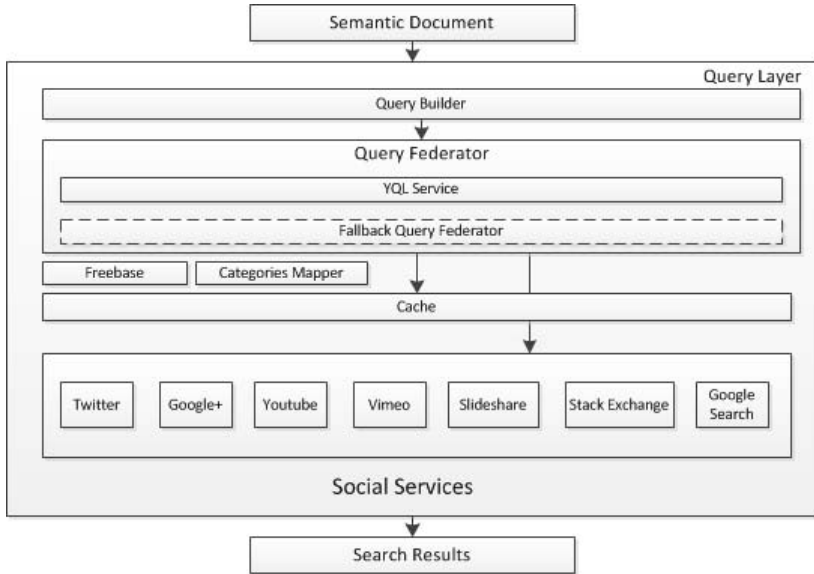 Semantic Document
Query Layer
Query Builder
Query Federator
YQL Service
Fallback Query Federator
Freebase
Categories Mapper
Cache
Twitter
Google+
Youtube
Vimeo
Slideshare
Stack Exchange
Google
Search
Social Services
Search Results